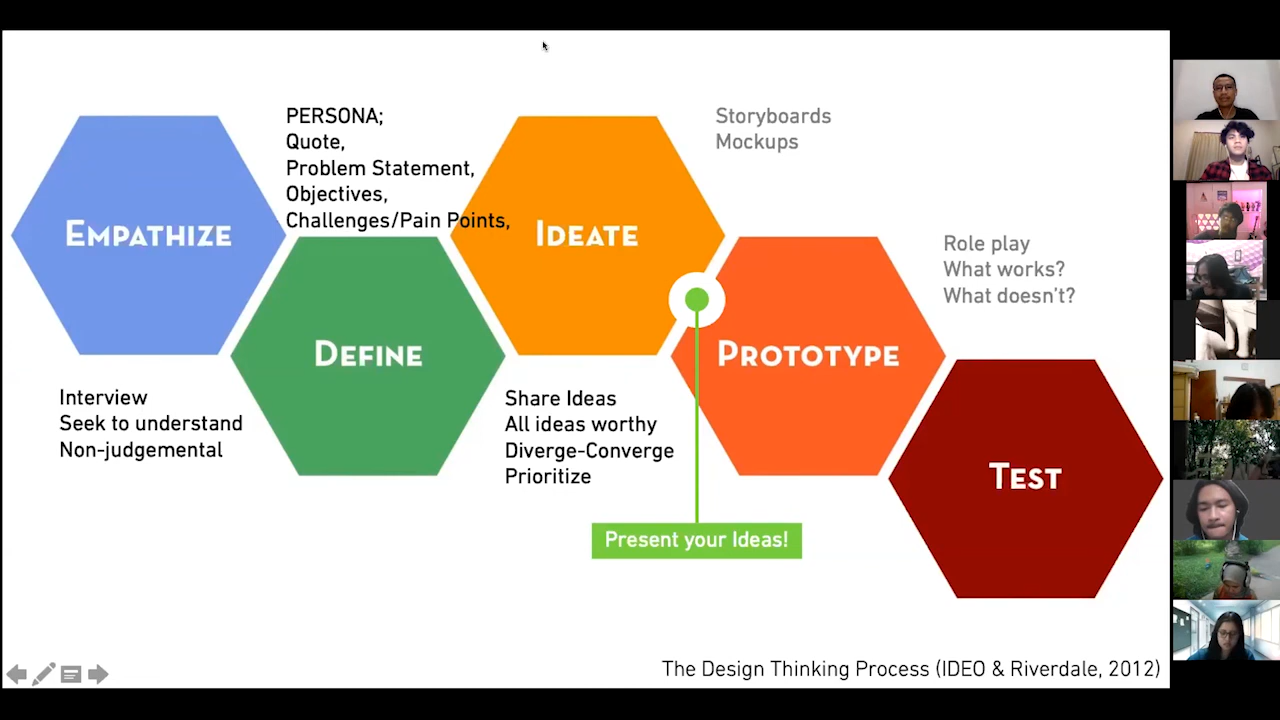 EMPATHIZE
Interview
Seek to understand
Non-judgemental
PERSONA;
Quote,
Problem Statement,
Objectives,
Challenges/Pain Points,
DEFINE
IDEATE
Share Ideas
All ideas worthy
Diverge-Converge
Prioritize
Present your Ideas!
Storyboards
Mockups
PROTOTYPE
Role play
What works?
What doesn't?
TEST
The Design Thinking Process (IDEO & Riverdale, 2012)